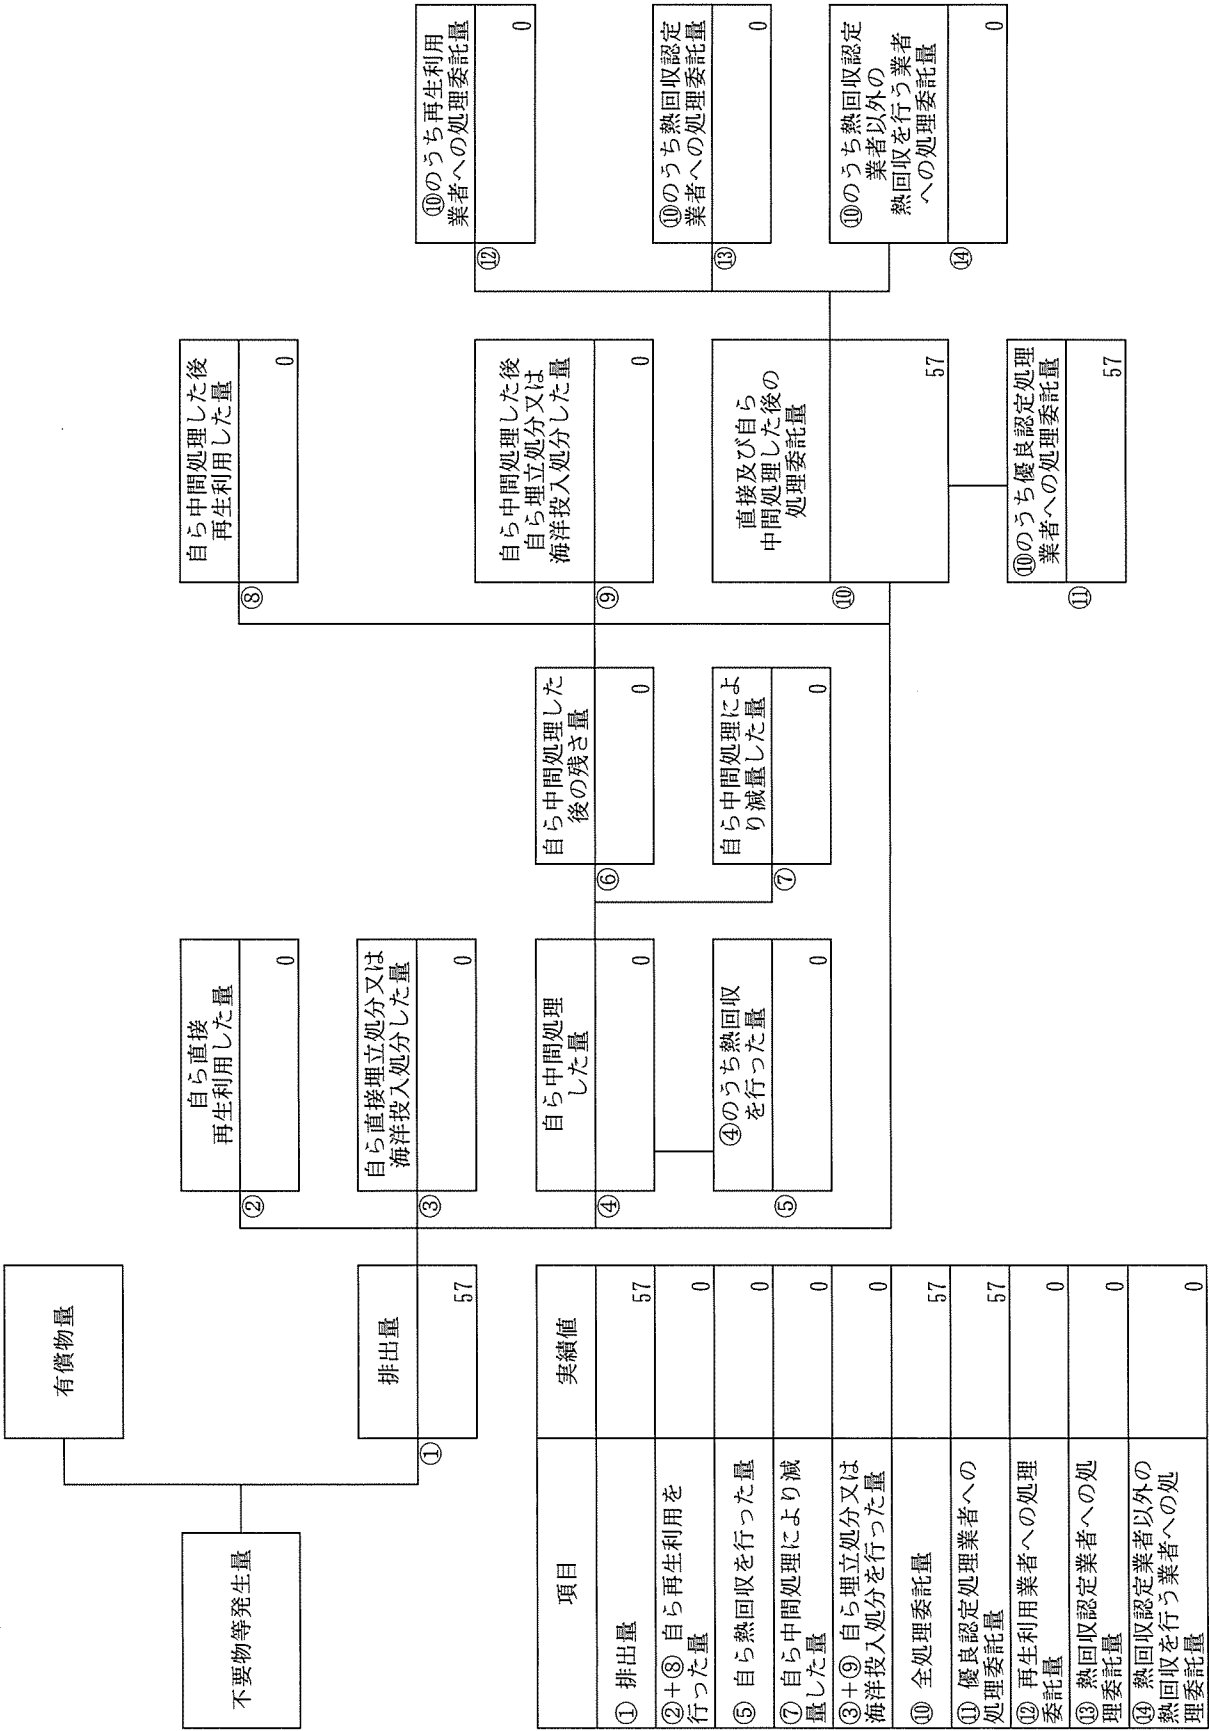 不要物等発生量
有償物量
①
排出量
57
②
自ら直接
再生利用した量
0
③
自ら直接埋立処分又は
海洋投入処分した量
0
④
自ら中間処理
した量
0
⑤
④のうち熱回収
を行った量
0
⑥
自ら中間処理した
後の残さ量
0
⑦
自ら中間処理によ
り減量した量
0
⑧
自ら中間処理した後
再生利用した量
0
⑨
自ら中間処理した後
自ら埋立処分又は
海洋投入処分した量
0
⑩
直接及び自ら
中間処理した後の
処理委託量
57
⑪
⑩のうち優良認定処理
業者への処理委託量
57
⑫
⑩のうち再生利用
業者への処理委託量
0
⑬
⑩のうち熱回収認定
業者への処理委託量
0
⑭
⑩のうち熱回収認定
業者以外の
熱回収を行う業者
への処理委託量
0
項目 実績値
① 排出量 57
②+⑧ 自ら再生利用を
行った量 0
⑤ 自ら熱回収を行った量 0
⑦ 自ら中間処理により減
量した量 0
③+⑨ 自ら埋立処分又は
海洋投入処分を行った量 0
⑩ 全処理委託量 57
⑪ 優良認定処理業者への
処理委託量 57
⑫ 再生利用業者への処理
委託量 0
⑬ 熱回収認定業者への処
理委託量 0
⑭ 熱回収認定業者以外の
熱回収を行う業者への処
理委託量 0